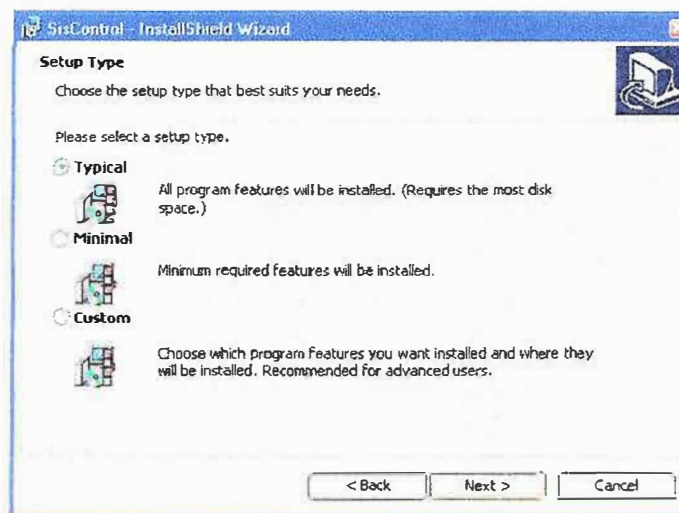 SisControl - InstallShield Wizard
Setup Type
Choose the setup type that best suits your needs.
Please select a setup type.
Typical
All program features will be installed. (Requires the most disk
space.)
Minimal
Minimum required features will be installed.
Custom
Choose which program features you want installed and where they
will be installed. Recommended for advanced users.
< Back
Next >
Cancel